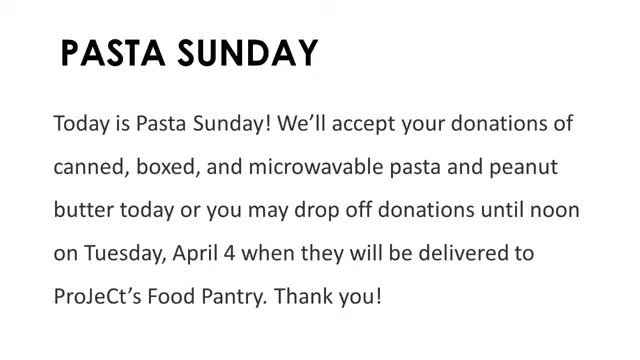 PASTA SUNDAY
Today is Pasta Sunday! We’ll accept your donations of
canned, boxed, and microwavable pasta and peanut
butter today or you may drop off donations until noon
on Tuesday, April 4 when they will be delivered to
ProJeCt’s Food Pantry. Thank you!